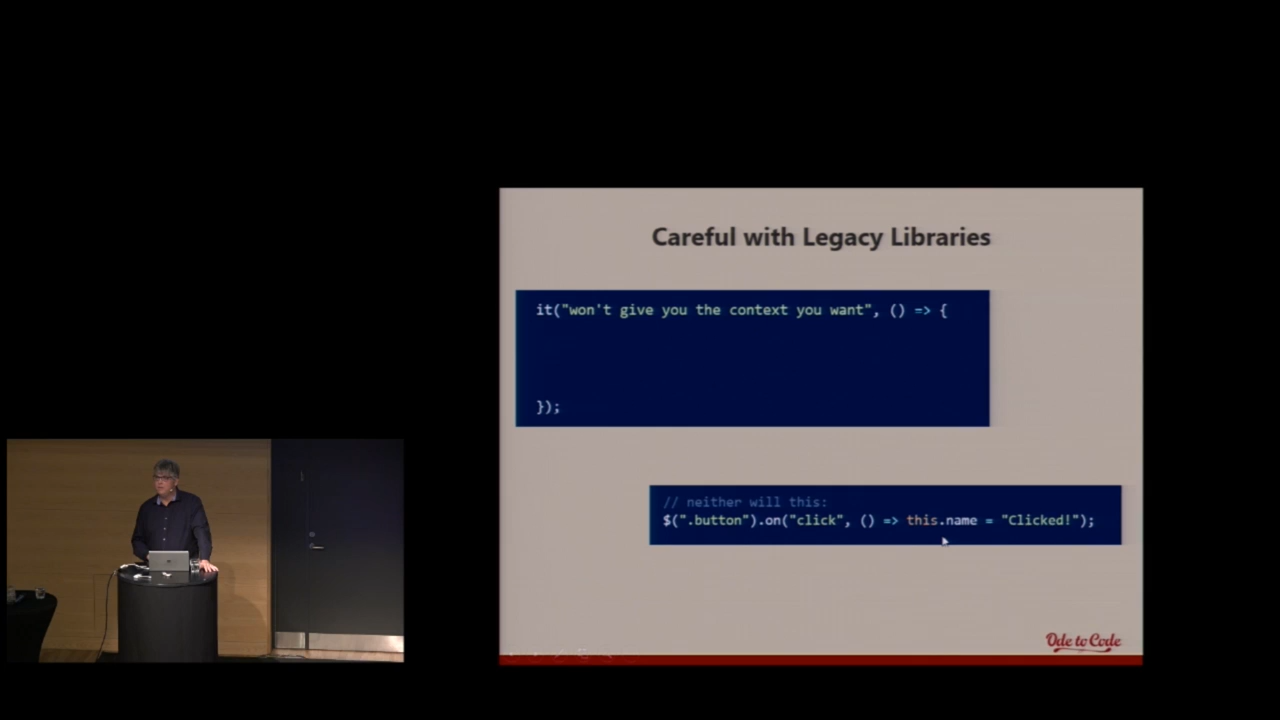 Careful with Legacy Libraries
it("won't give you the context you want", () => {
});
// neither will this:
$(".button").on("click", () => this.name = "Clicked!");
Ode to Code